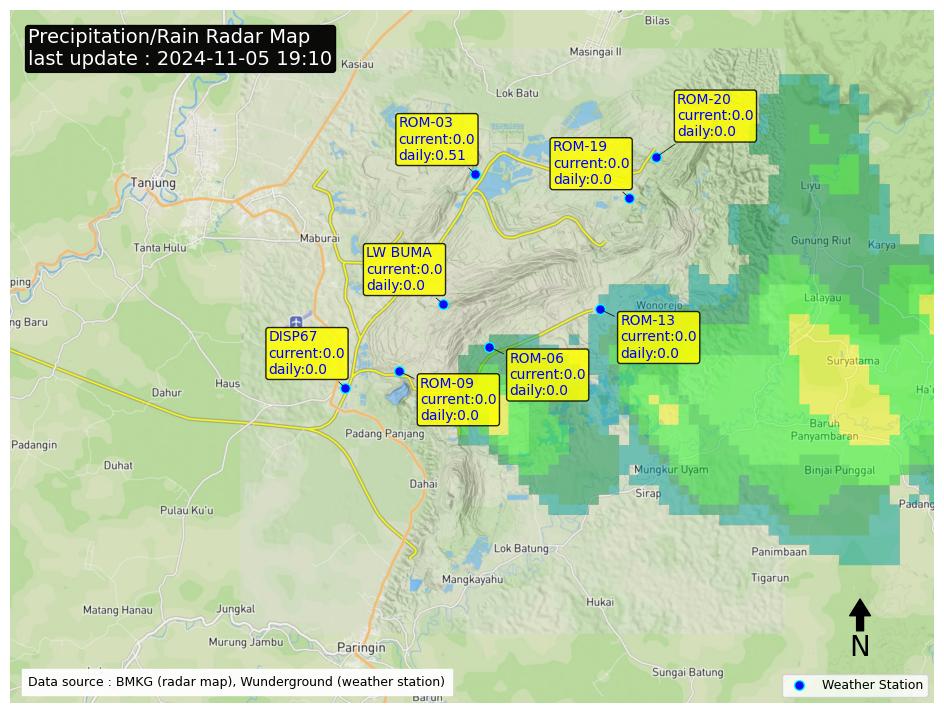 Precipitation/Rain Radar Map
last update : 2024-11-05 19:10
Bilas
Masingai II
Kasiau
Lok Batu
ROM-20
current:0.0
daily:0.0
ROM-03
current:0.0
daily:0.51
ROM-19
current:0.0
daily:0.0
Tanjung
Liyu
Maburai
Tanta Hulu
Gunung Riut
Karya
LW BUMA
current:0.0
daily:0.0
ping
Lalayau
Wonorejo
ng Baru
ROM-13
current:0.0
daily:0.0
DISP67
current:0.0
daily:0.0
ROM-06
current:0.0
daily:0.0
Suryatama
ROM-09
current:0.0
daily:0.0
Haus
Dahur
Ha'
Baruh
Panyambaran
Padang Panjang
Padangin
Duhat
Mungkur Uyam
Binjai Punggal
Dahai
Sirap
Padang
Pulau Ku'u
Lok Batung
Panimbaan
Mangkayahu
Tigarun
Hukai
Matang Hanau
Jungkal
Murung Jambu
Paringin
N
Sungai Batung
Data source : BMKG (radar map), Wunderground (weather station)
Weather Station
Barun